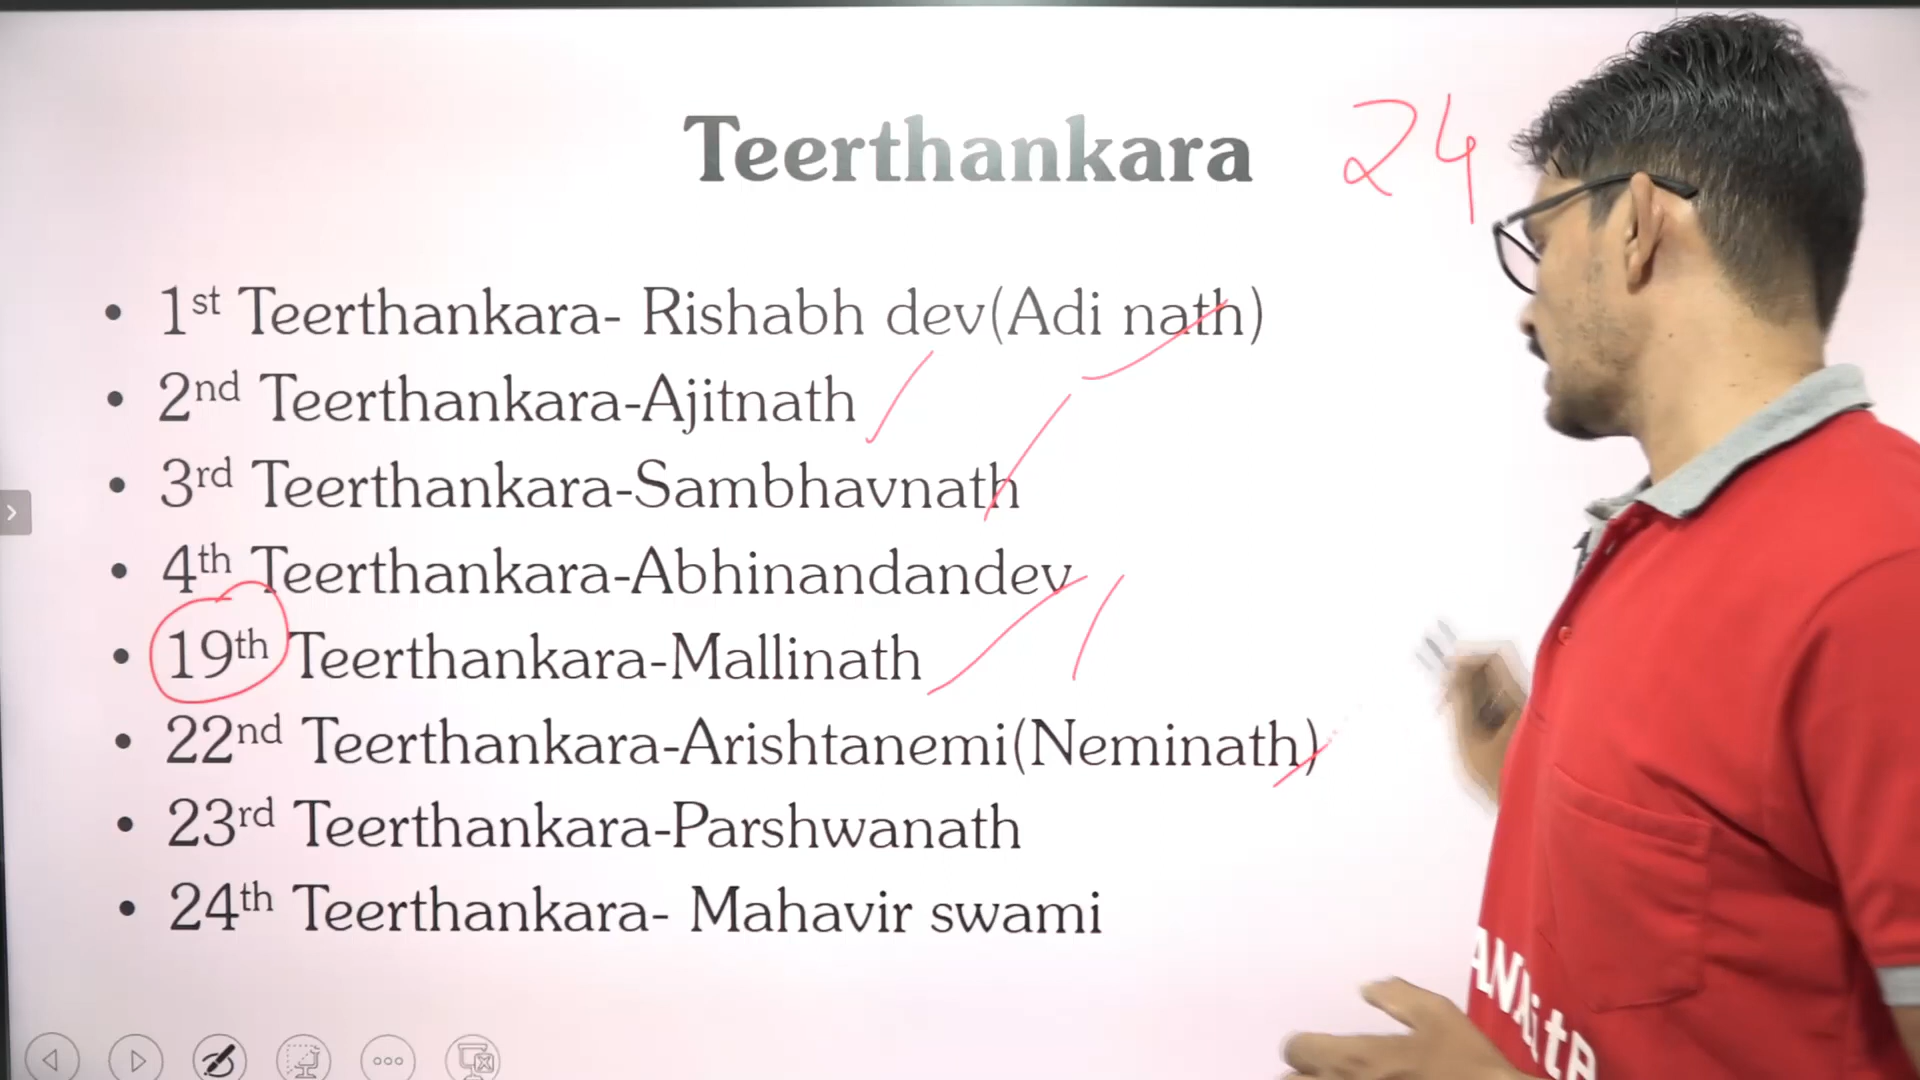 Teerthankara 24
• 1st Teerthankara- Rishabh dev(Adi nath)
• 2nd Teerthankara-Ajitnath
• 3rd Teerthankara-Sambhavnath
• 4th Teerthankara-Abhinandandev
• 19th Teerthankara-Mallinath
• 22nd Teerthankara-Arishtanemi(Neminath)
• 23rd Teerthankara-Parshwanath
• 24th Teerthankara- Mahavir swami